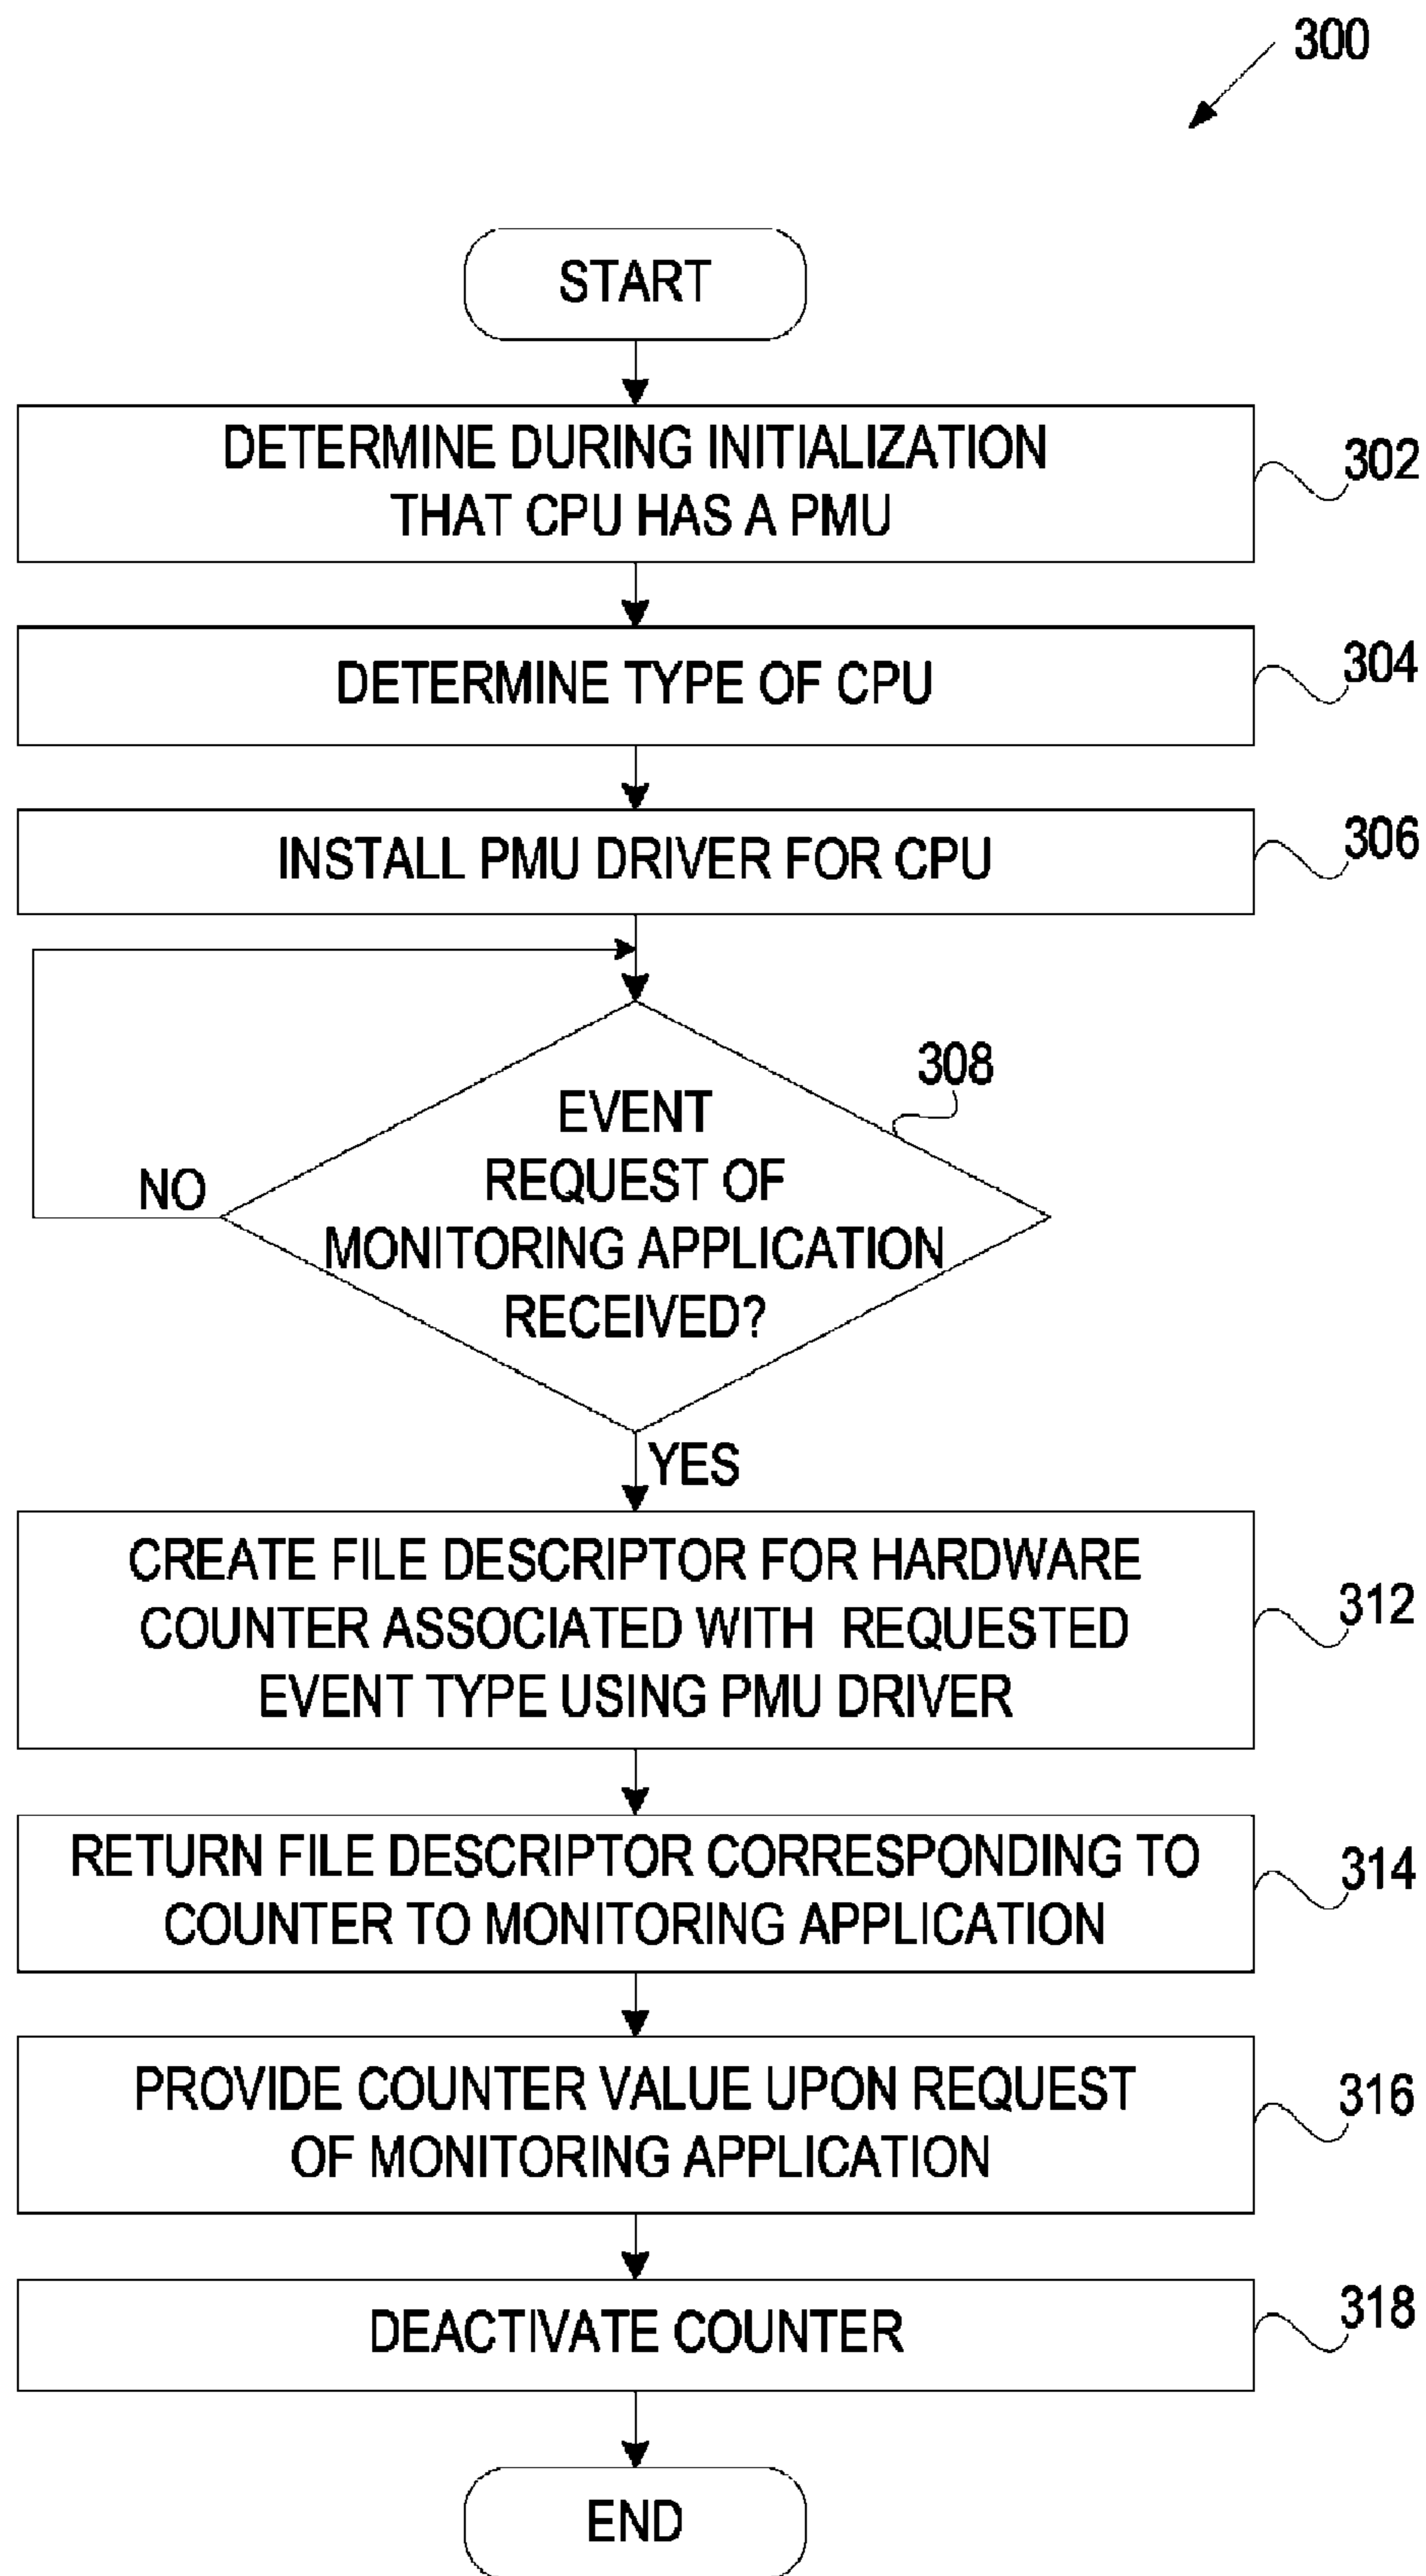 300
START
DETERMINE DURING INITIALIZATION
THAT CPU HAS A PMU
302
DETERMINE TYPE OF CPU
304
INSTALL PMU DRIVER FOR CPU
306
308
EVENT
REQUEST OF
MONITORING APPLICATION
RECEIVED?
NO
YES
CREATE FILE DESCRIPTOR FOR HARDWARE
COUNTER ASSOCIATED WITH REQUESTED
EVENT TYPE USING PMU DRIVER
312
RETURN FILE DESCRIPTOR CORRESPONDING TO
COUNTER TO MONITORING APPLICATION
314
PROVIDE COUNTER VALUE UPON REQUEST
OF MONITORING APPLICATION
316
DEACTIVATE COUNTER
318
END